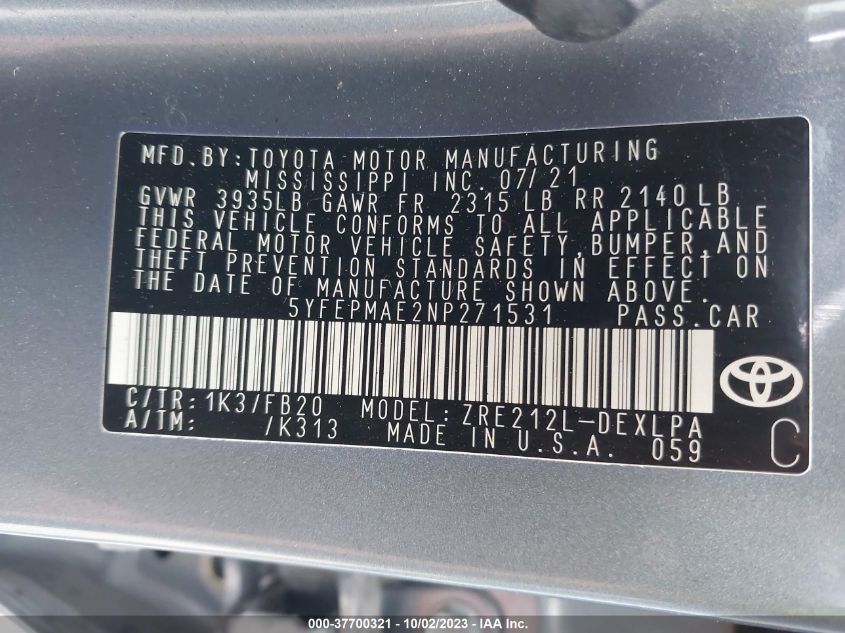 MFD. BY: TOYOTA MOTOR MANUFACTURING
MISSISSIPPI INC. 07/21
GVWR 3935LB GAWR FR 2315LB RR 2140LB
THIS VEHICLE CONFORMS TO ALL APPLICABLE
FEDERAL MOTOR VEHICLE SAFETY, BUMPER, AND
THEFT PREVENTION STANDARDS IN EFFECT ON
THE DATE OF MANUFACTURE SHOWN ABOVE.
5YFEPMAE2NP271531 PASS. CAR
C/TR: 1K3/FB20 MODEL: ZRE212L-DEXLPA
A/TM: /K313 MADE IN U.S.A. 059 C
000-37700321 - 10/02/2023 - IAA Inc.